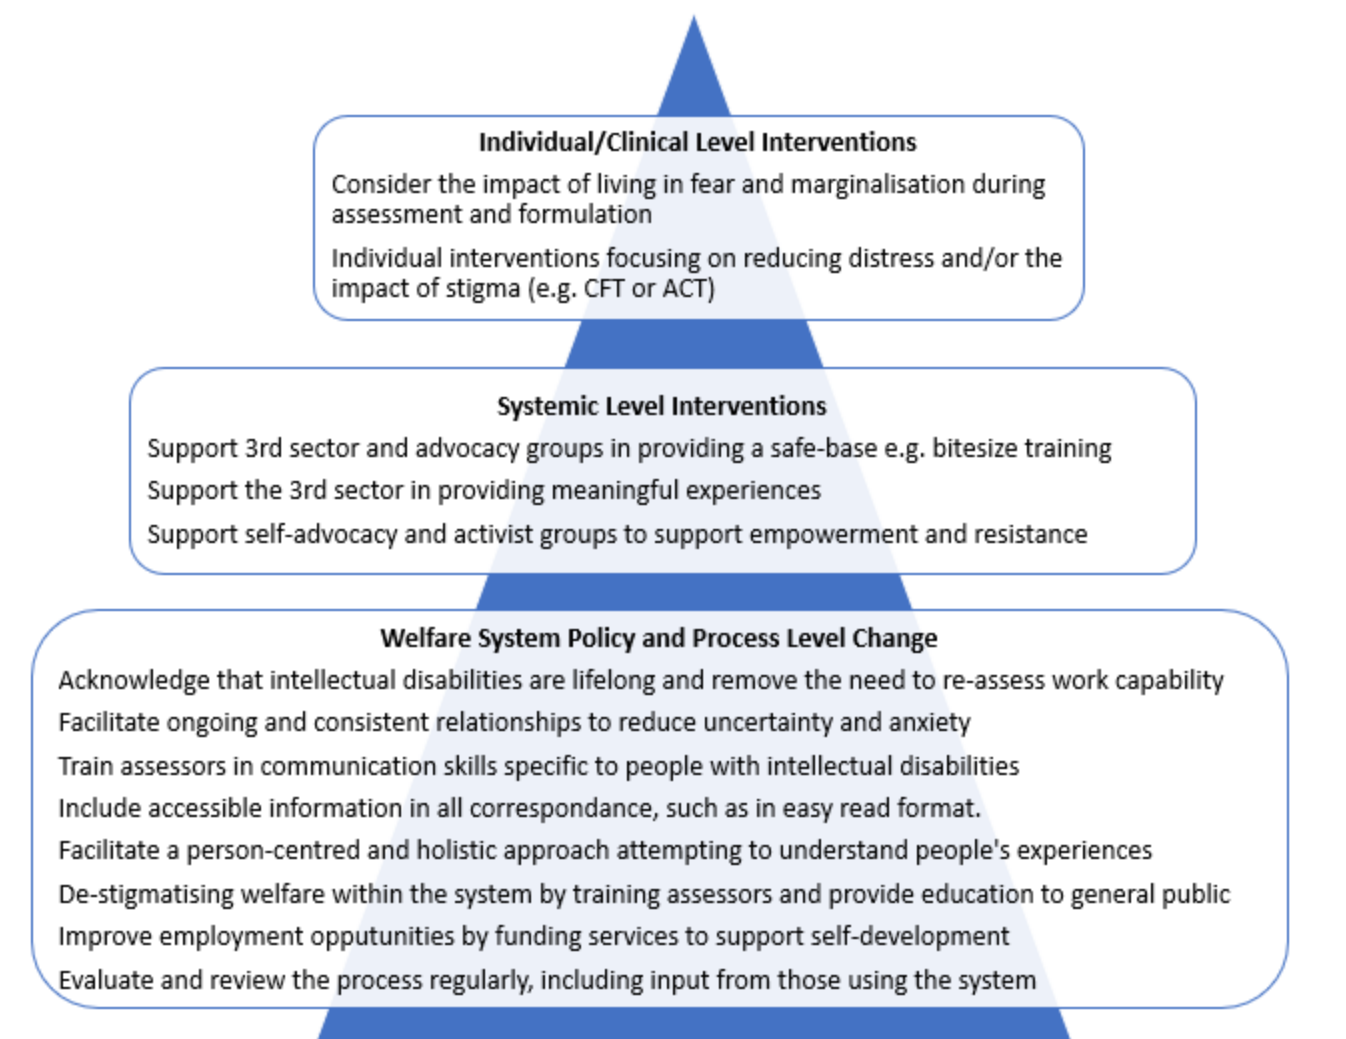 Individual/Clinical Level Interventions
Consider the impact of living in fear and marginalisation during
assessment and formulation
Individual interventions focusing on reducing distress and/or the
impact of stigma (e.g. CFT or ACT)
Systemic Level Interventions
Support 3rd sector and advocacy groups in providing a safe-base e.g. bitesize training
Support the 3rd sector in providing meaningful experiences
Support self-advocacy and activist groups to support empowerment and resistance
Welfare System Policy and Process Level Change
Acknowledge that intellectual disabilities are lifelong and remove the need to re-assess work capability
Facilitate ongoing and consistent relationships to reduce uncertainty and anxiety
Train assessors in communication skills specific to people with intellectual disabilities
Include accessible information in all correspondance, such as in easy read format.
Facilitate a person-centred and holistic approach attempting to understand people's experiences
De-stigmatising welfare within the system by training assessors and provide education to general public
Improve employment opputunities by funding services to support self-development
Evaluate and review the process regularly, including input from those using the system